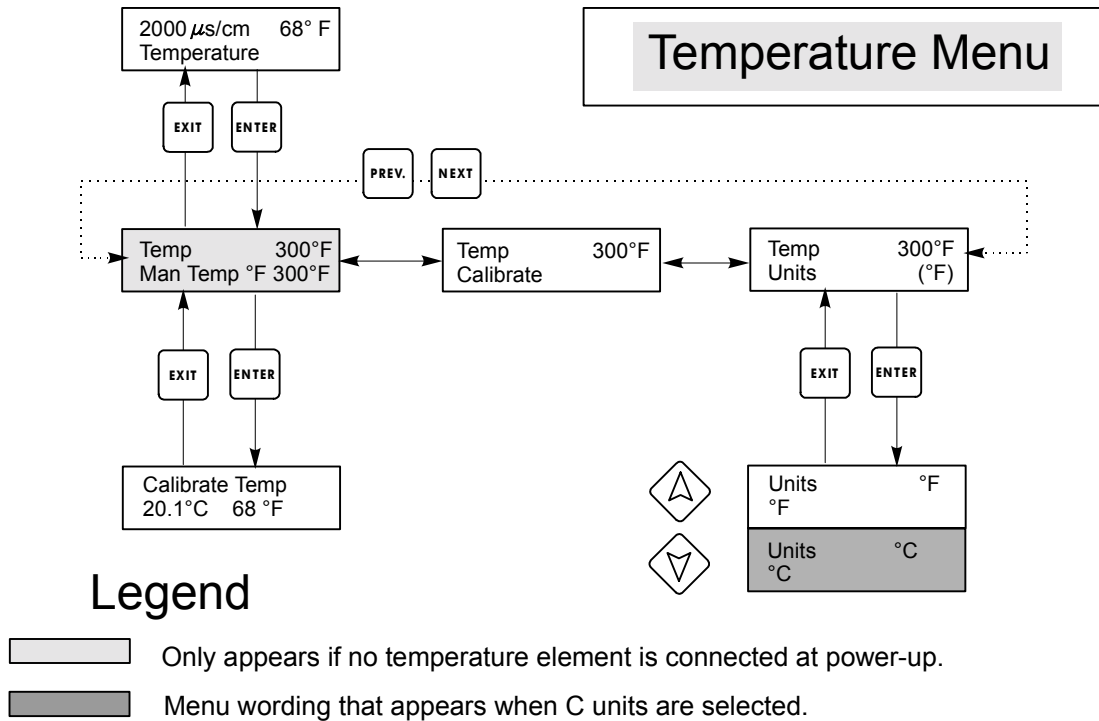 2000 μs/cm 68° F
Temperature
Temperature Menu
EXIT
ENTER
PREV.
NEXT
Temp 300°F
Man Temp °F 300°F
Temp 300°F
Calibrate
Temp 300°F
Units (°F)
EXIT
ENTER
EXIT
ENTER
Calibrate Temp
20.1°C 68 °F
Units °F
°F
Units °C
°C
Legend
Only appears if no temperature element is connected at power-up.
Menu wording that appears when C units are selected.